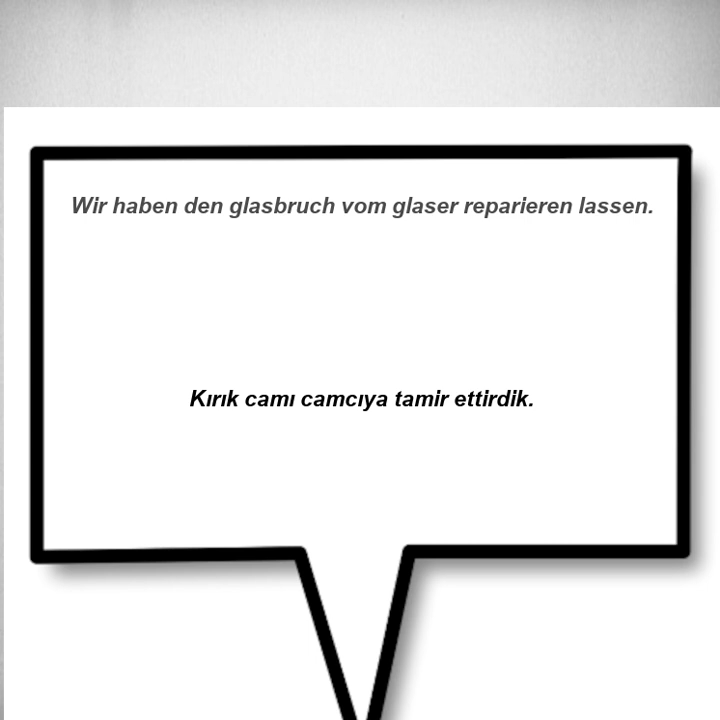 Wir haben den glasbruch vom glaser reparieren lassen.
Kırık camı camcıya tamir ettirdik.